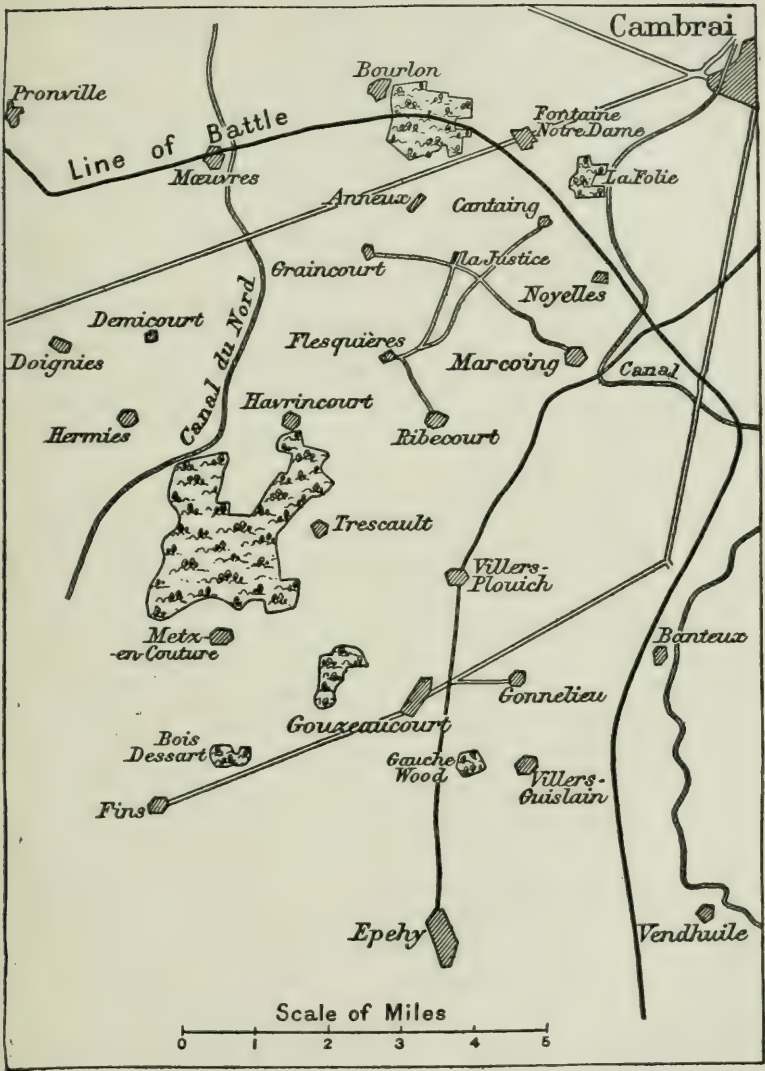 Cambrai
Bourlon
Pronville
Fontaine
Notre Dame
Line of Battle
Mœuvres
La Folie
Anneux
Cantaing
Graincourt
la Justice
Noyelles
Canal du Nord
Demicourt
Doignies
Flesquières
Marcoing
Canal
Havrincourt
Hermies
Ribecourt
Trescault
Villers-
Plouich
Metz-
-en-Couture
Banteux
Gonnelieu
Gouzeaucourt
Bois
Dessart
Gauche
Wood
Villers-
Guislain
Fins
Epehy
Vendhuile
Scale of Miles
0 1 2 3 4 5